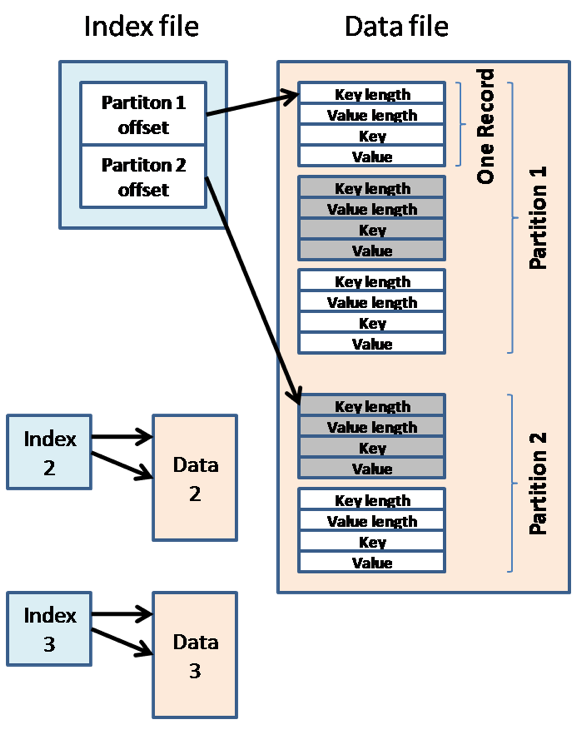 Index file
Data file
Partiton 1
offset
Partiton 2
offset
Key length
Value length
Key
Value
One Record
Key length
Value length
Key
Value
Key length
Value length
Key
Value
Partition 1
Key length
Value length
Key
Value
Key length
Value length
Key
Value
Partition 2
Index
2
Data
2
Index
3
Data
3